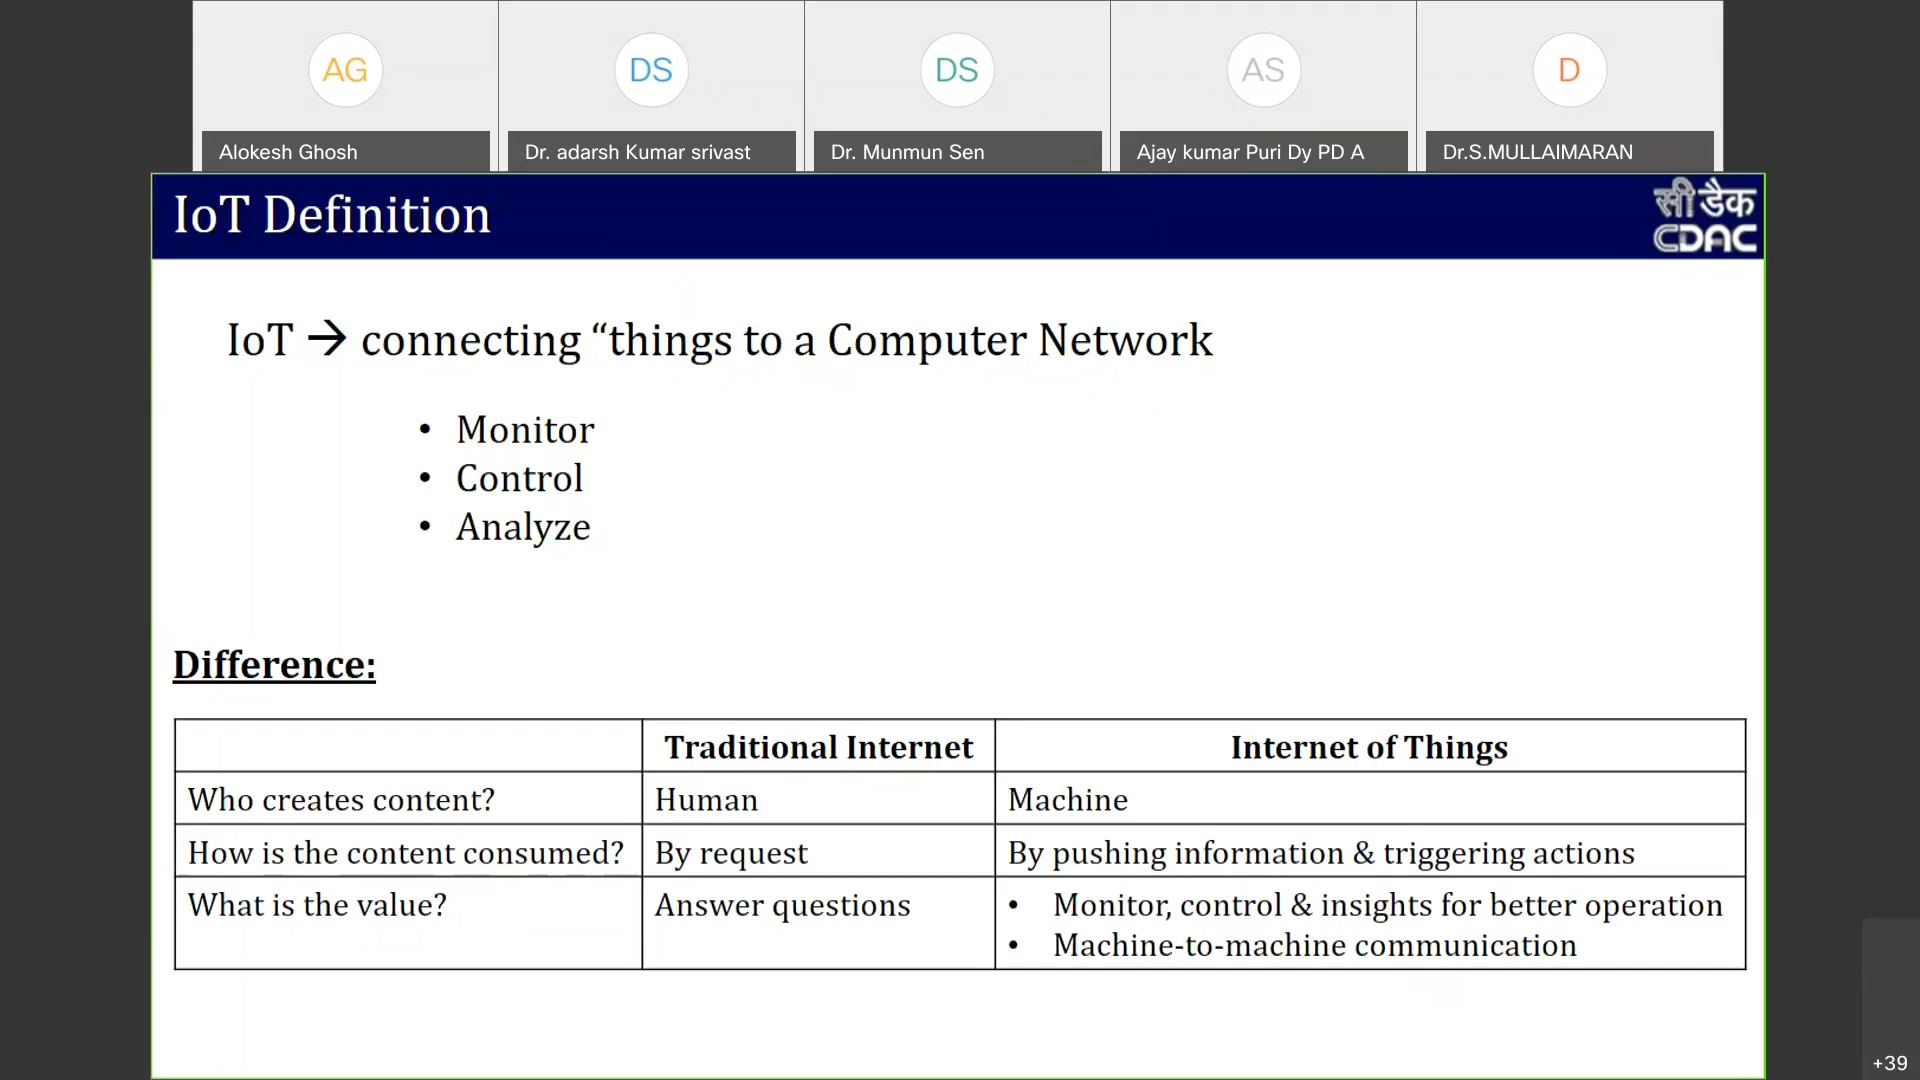 AG
DS
DS
AS
D
Alokesh Ghosh
Dr. adarsh Kumar srivast
Dr. Munmun Sen
Ajay kumar Puri Dy PD A
Dr.S.MULLAIMARAN
IoT Definition
सी डैक
CDAC
IoT → connecting “things to a Computer Network
• Monitor
• Control
• Analyze
Difference:
Traditional Internet
Internet of Things
Who creates content?
Human
Machine
How is the content consumed?
By request
By pushing information & triggering actions
What is the value?
Answer questions
• Monitor, control & insights for better operation
• Machine-to-machine communication
+39